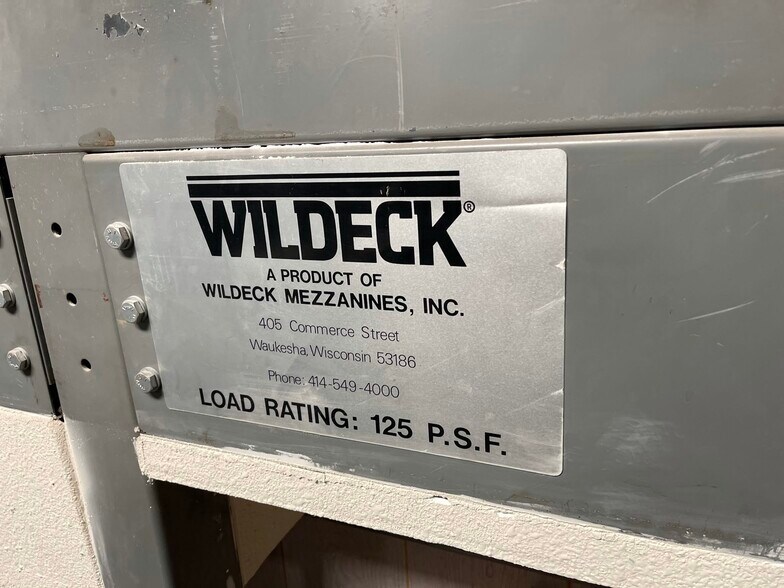 WILDECK®
A PRODUCT OF
WILDECK MEZZANINES, INC.
405 Commerce Street
Waukesha, Wisconsin 53186
Phone: 414-549-4000
LOAD RATING: 125 P.S.F.